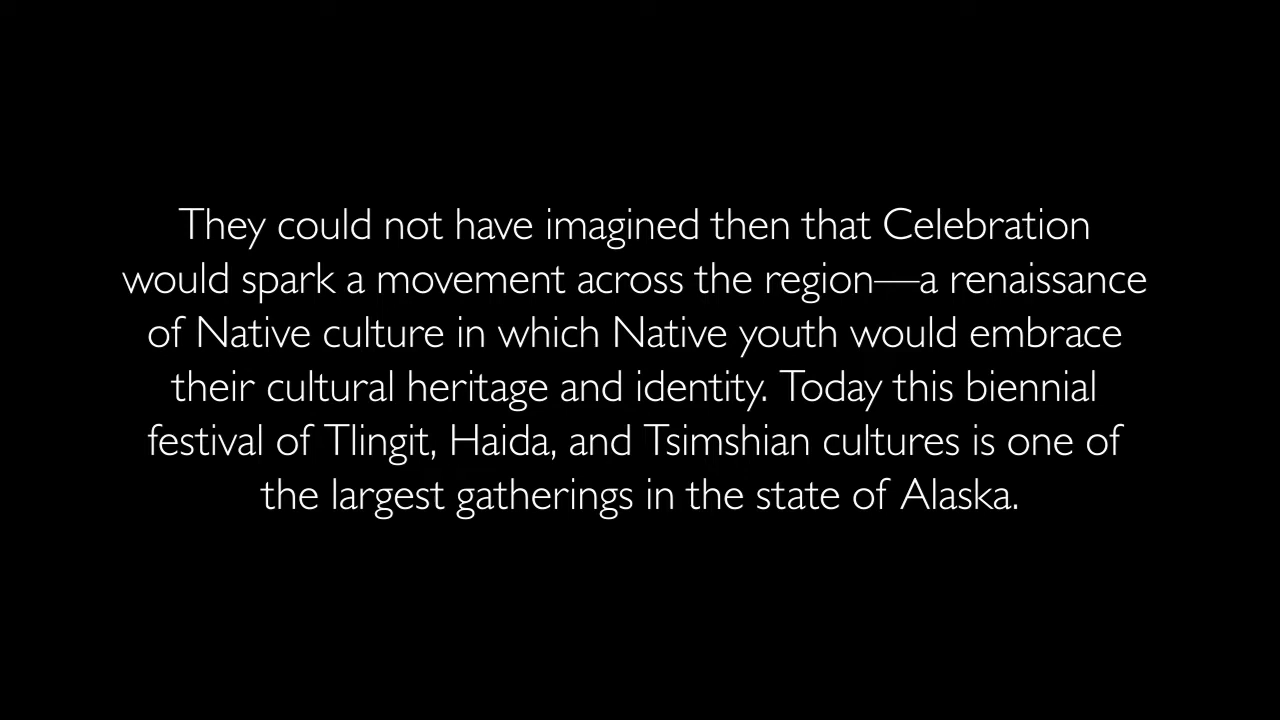 They could not have imagined then that Celebration
would spark a movement across the region—a renaissance
of Native culture in which Native youth would embrace
their cultural heritage and identity. Today this biennial
festival of Tlingit, Haida, and Tsimshian cultures is one of
the largest gatherings in the state of Alaska.